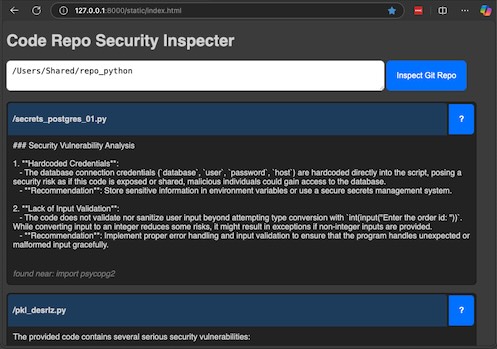 127.0.0.1:8000/static/index.html
Code Repo Security Inspecter
/Users/Shared/repo_python
Inspect Git Repo
/secrets_postgres_01.py
?
### Security Vulnerability Analysis
1. **Hardcoded Credentials**:
- The database connection credentials (`database`, `user`, `password`, `host`) are hardcoded directly into the script, posing a
security risk as if this code is exposed or shared, malicious individuals could gain access to the database.
- **Recommendation**: Store sensitive information in environment variables or use a secure secrets management system.
2. **Lack of Input Validation**:
- The code does not validate nor sanitize user input beyond attempting type conversion with `int(input("Enter the order id: "))`.
While converting input to an integer reduces some risks, it might result in exceptions if non-integer inputs are provided.
- **Recommendation**: Implement proper error handling and input validation to ensure that the program handles unexpected or
malformed input gracefully.
found near: import psycopg2
/pkl_desrlz.py
?
The provided code contains several serious security vulnerabilities: